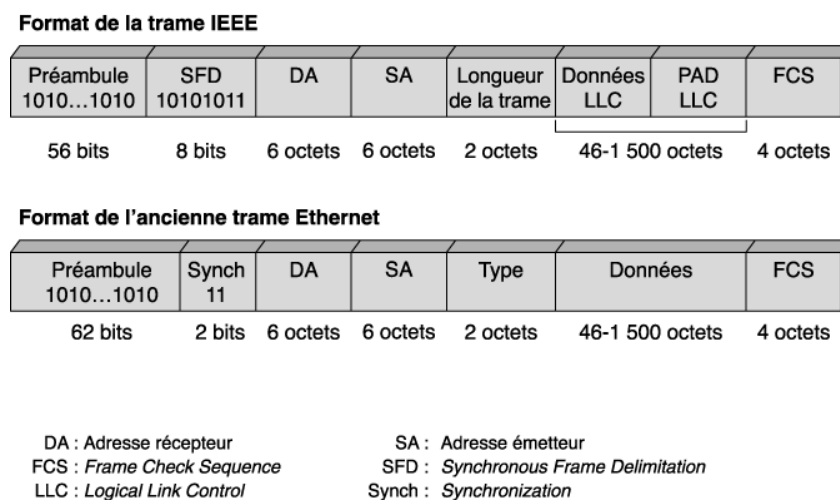 Format de la trame IEEE
Préambule SFD DA SA Longueur Données PAD FCS
1010…1010 10101011 de la trame LLC LLC
56 bits 8 bits 6 octets 6 octets 2 octets 46-1 500 octets 4 octets
Format de l’ancienne trame Ethernet
Préambule Synch DA SA Type Données FCS
1010…1010 11
62 bits 2 bits 6 octets 6 octets 2 octets 46-1 500 octets 4 octets
DA : Adresse récepteur SA : Adresse émetteur
FCS : Frame Check Sequence SFD : Synchronous Frame Delimitation
LLC : Logical Link Control Synch : Synchronization